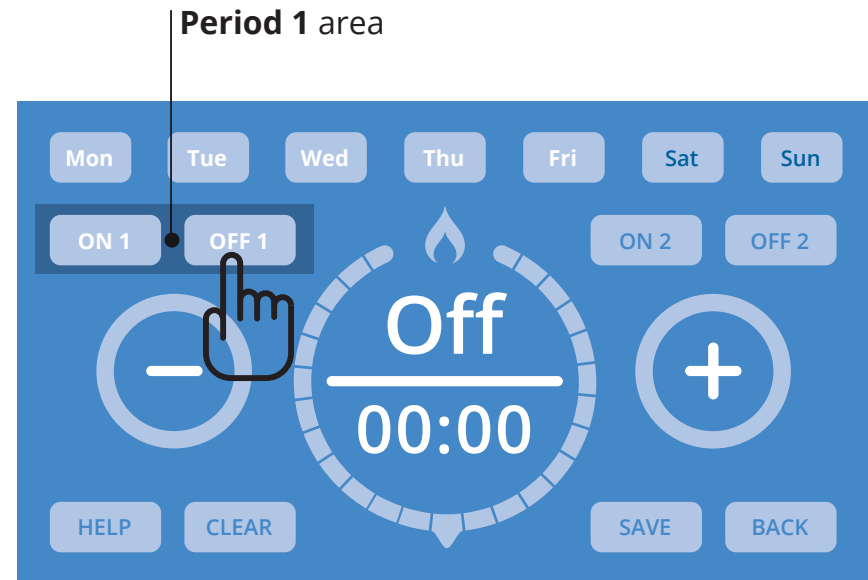 Period 1 area
Mon Tue Wed Thu Fri Sat Sun
ON 1 OFF 1 ON 2 OFF 2
Off
00:00
HELP CLEAR SAVE BACK